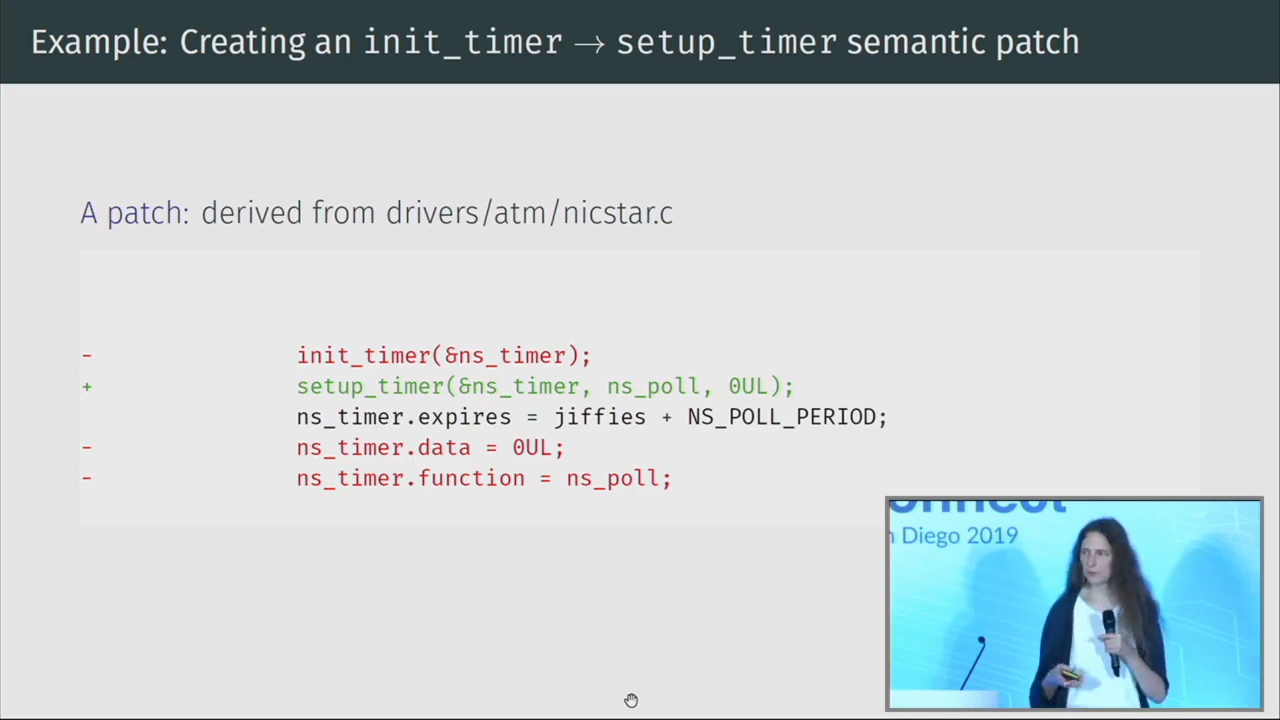 Example: Creating an init_timer → setup_timer semantic patch
A patch: derived from drivers/atm/nicstar.c
- init_timer(&ns_timer);
+ setup_timer(&ns_timer, ns_poll, 0UL);
ns_timer.expires = jiffies + NS_POLL_PERIOD;
- ns_timer.data = 0UL;
- ns_timer.function = ns_poll;
Diego 2019